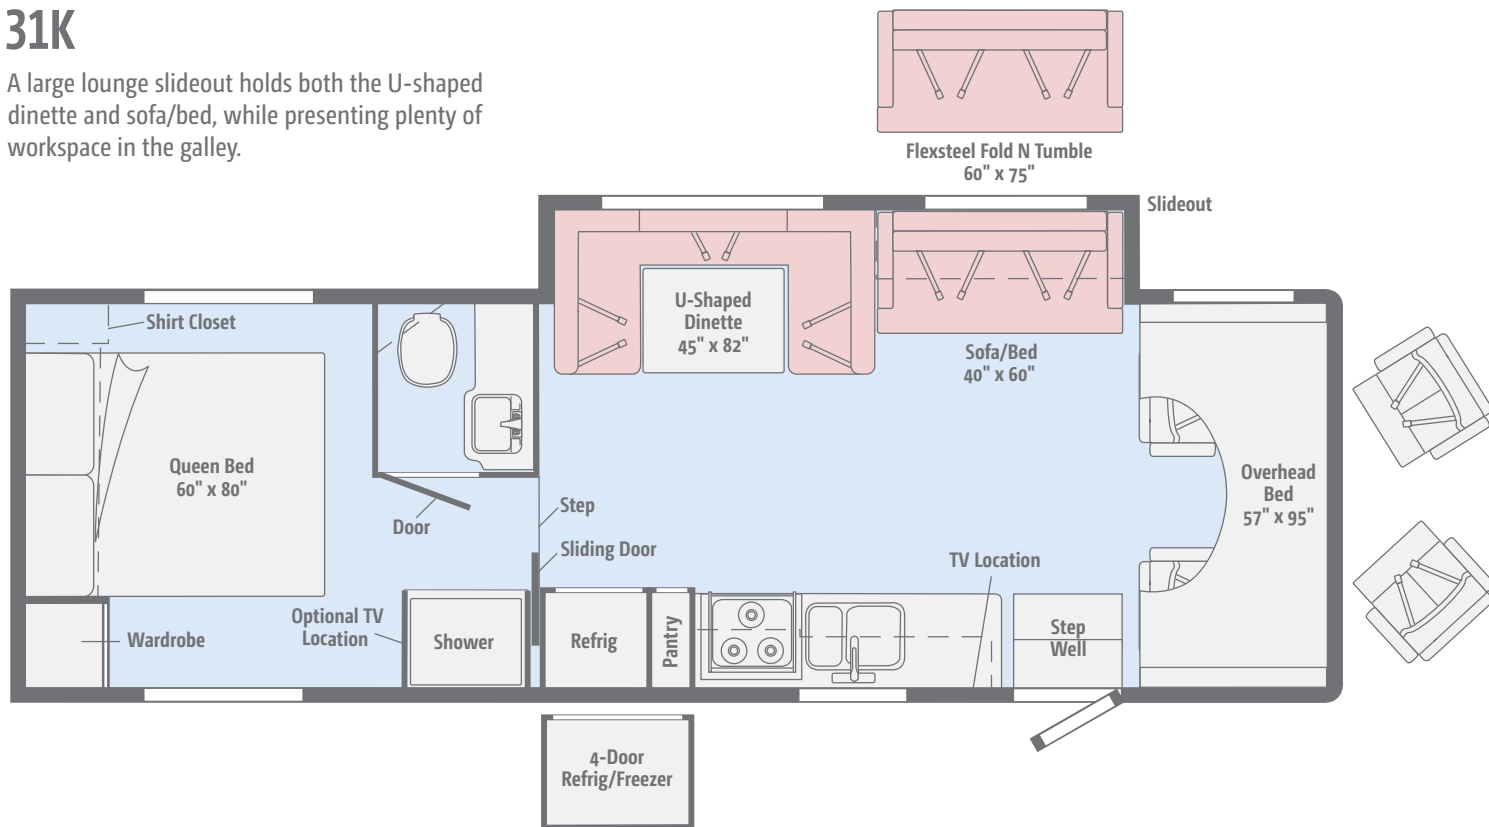 31K
A large lounge slideout holds both the U-shaped
dinette and sofa/bed, while presenting plenty of
workspace in the galley.
Flexsteel Fold N Tumble
60" x 75"
Slideout
Shirt Closet
U-Shaped
Dinette
45" x 82"
Sofa/Bed
40" x 60"
Queen Bed
60" x 80"
Overhead
Bed
57" x 95"
Door
Step
Sliding Door
TV Location
Optional TV
Location
Wardrobe
Shower
Refrig
Pantry
Step
Well
4-Door
Refrig/Freezer